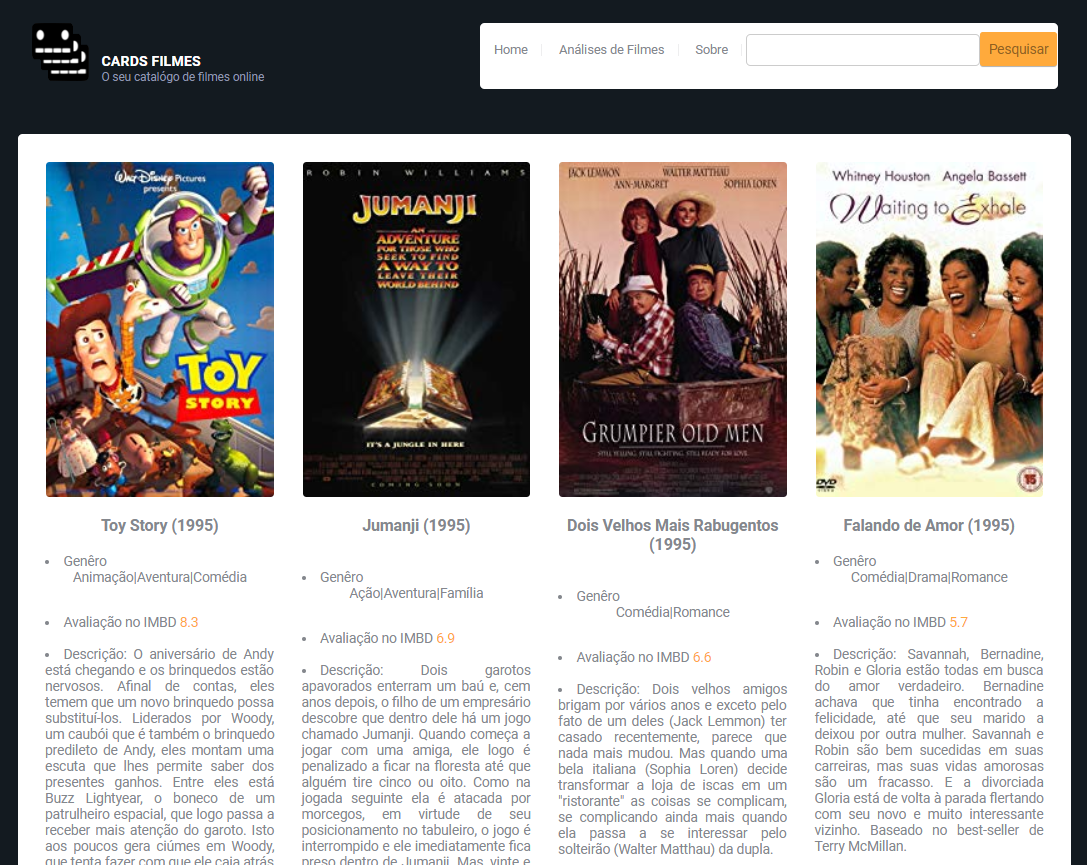 CARDS FILMES
O seu catalógo de filmes online
Home
Análises de Filmes
Sobre
Pesquisar
WALT DISNEY Pictures
presents
TOY
STORY
Toy Story (1995)
• Genêro
Animação|Aventura|Comédia
• Avaliação no IMBD 8.3
• Descrição: O aniversário de Andy
está chegando e os brinquedos estão
nervosos. Afinal de contas, eles
temem que um novo brinquedo possa
substituí-los. Liderados por Woody,
um caubói que é também o brinquedo
predileto de Andy, eles montam uma
escuta que lhes permite saber dos
presentes ganhos. Entre eles está
Buzz Lightyear, o boneco de um
patrulheiro espacial, que logo passa a
receber mais atenção do garoto. Isto
aos poucos gera ciúmes em Woody,
que tenta fazer com que ele caia atrás
ROBIN WILLIAMS
JUMANJI
AN
ADVENTURE
FOR THOSE WHO
SEEK TO FIND
A WAY TO
LEAVE THEIR
WORLD BEHIND
IT'S A JUNGLE IN HERE
COMING SOON
Jumanji (1995)
• Genêro
Ação|Aventura|Família
• Avaliação no IMBD 6.9
• Descrição: Dois garotos
apavorados enterram um baú e, cem
anos depois, o filho de um empresário
descobre que dentro dele há um jogo
chamado Jumanji. Quando começa a
jogar com uma amiga, ele logo é
penalizado a ficar na floresta até que
alguém tire cinco ou oito. Como na
jogada seguinte ela é atacada por
morcegos, em virtude de seu
posicionamento no tabuleiro, o jogo é
interrompido e ele imediatamente fica
preso dentro de Jumanji. Mas, vinte e
JACK LEMMON WALTER MATTHAU
ANN-MARGRET SOPHIA LOREN
GRUMPIER OLD MEN
STILL YELLING. STILL FIGHTING. STILL READY FOR LOVE.
Dois Velhos Mais Rabugentos
(1995)
• Genêro
Comédia|Romance
• Avaliação no IMBD 6.6
• Descrição: Dois velhos amigos
brigam por vários anos e exceto pelo
fato de um deles (Jack Lemmon) ter
casado recentemente, parece que
nada mais mudou. Mas quando uma
bela italiana (Sophia Loren) decide
transformar a loja de iscas em um
"ristorante" as coisas se complicam,
se complicando ainda mais quando
ela passa a se interessar pelo
solteirão (Walter Matthau) da dupla.
Whitney Houston Angela Bassett
Waiting to Exhale
DVD
VIDEO
15
Falando de Amor (1995)
• Genêro
Comédia|Drama|Romance
• Avaliação no IMBD 5.7
• Descrição: Savannah, Bernadine,
Robin e Gloria estão todas em busca
do amor verdadeiro. Bernadine
achava que tinha encontrado a
felicidade, até que seu marido a
deixou por outra mulher. Savannah e
Robin são bem sucedidas em suas
carreiras, mas suas vidas amorosas
são um fracasso. E a divorciada
Gloria está de volta à parada flertando
com seu novo e muito interessante
vizinho. Baseado no best-seller de
Terry McMillan.